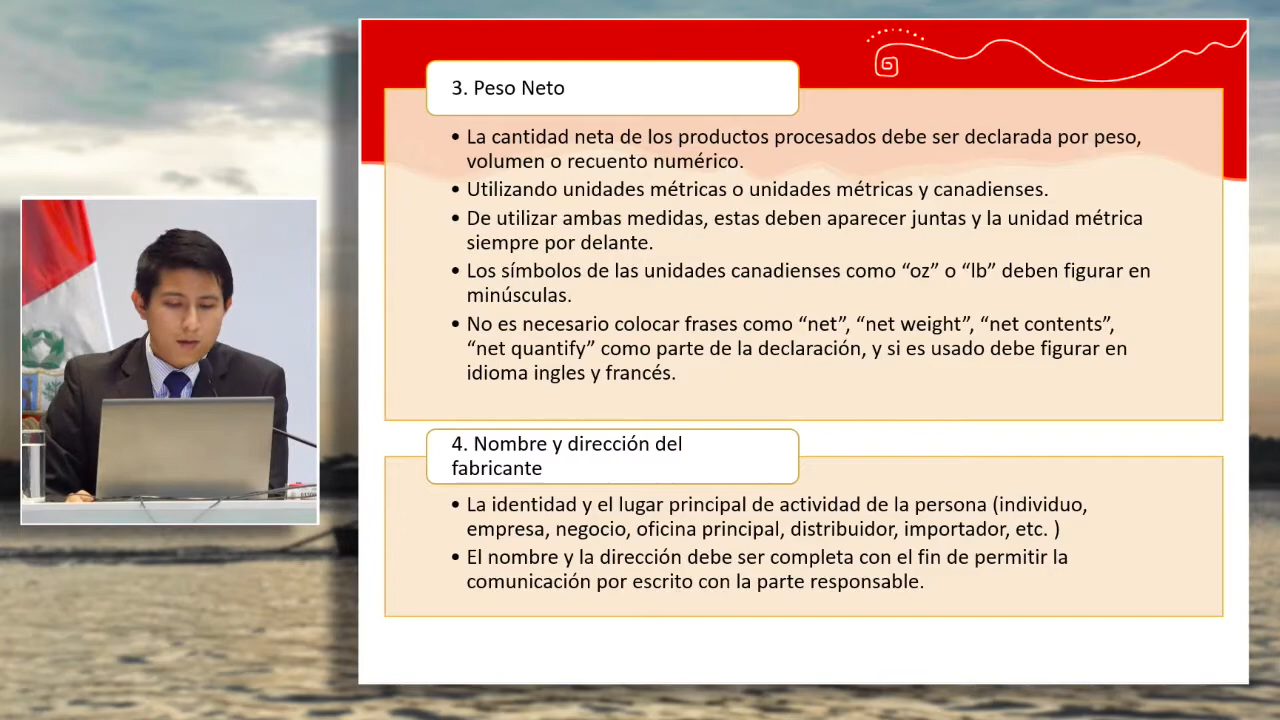 3. Peso Neto
• La cantidad neta de los productos procesados debe ser declarada por peso,
volumen o recuento numérico.
• Utilizando unidades métricas o unidades métricas y canadienses.
• De utilizar ambas medidas, estas deben aparecer juntas y la unidad métrica
siempre por delante.
• Los símbolos de las unidades canadienses como “oz” o “lb” deben figurar en
minúsculas.
• No es necesario colocar frases como “net”, “net weight”, “net contents”,
“net quantify” como parte de la declaración, y si es usado debe figurar en
idioma ingles y francés.
4. Nombre y dirección del
fabricante
• La identidad y el lugar principal de actividad de la persona (individuo,
empresa, negocio, oficina principal, distribuidor, importador, etc. )
• El nombre y la dirección debe ser completa con el fin de permitir la
comunicación por escrito con la parte responsable.